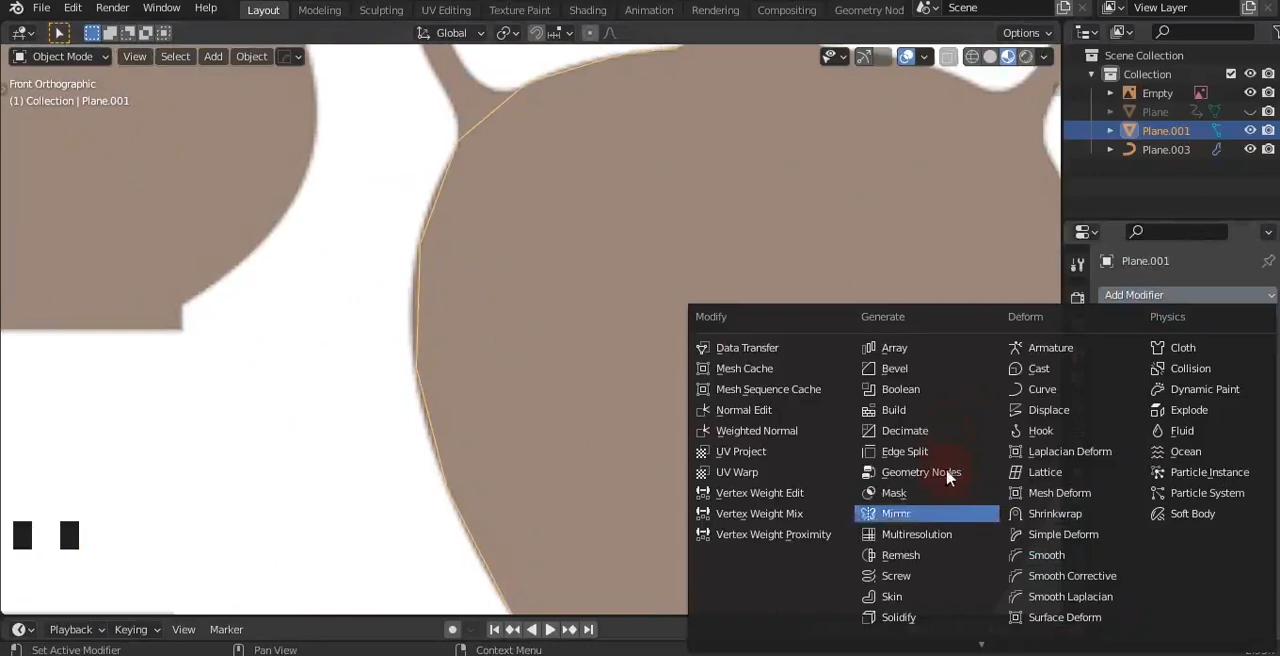 File Edit Render Window Help Layout Modeling Sculpting UV Editing Texture Paint Shading Animation Rendering Compositing Geometry Nod Scene View Layer
Global Options
Object Mode View Select Add Object
Front Orthographic
(1) Collection | Plane.001
Scene Collection
Collection
Empty
Plane
Plane.001
Plane.003
Plane.001
Add Modifier
Modify Generate Deform Physics
Data Transfer Array Armature Cloth
Mesh Cache Bevel Cast Collision
Mesh Sequence Cache Boolean Curve Dynamic Paint
Normal Edit Build Displace Explode
Weighted Normal Decimate Hook Fluid
UV Project Edge Split Laplacian Deform Ocean
UV Warp Geometry Nodes Lattice Particle Instance
Vertex Weight Edit Mask Mesh Deform Particle System
Vertex Weight Mix Mirror Shrinkwrap Soft Body
Vertex Weight Proximity Multiresolution Simple Deform
Remesh Smooth
Screw Smooth Corrective
Skin Smooth Laplacian
Solidify Surface Deform
Playback Keying View Marker
Set Active Modifier Pan View Context Menu